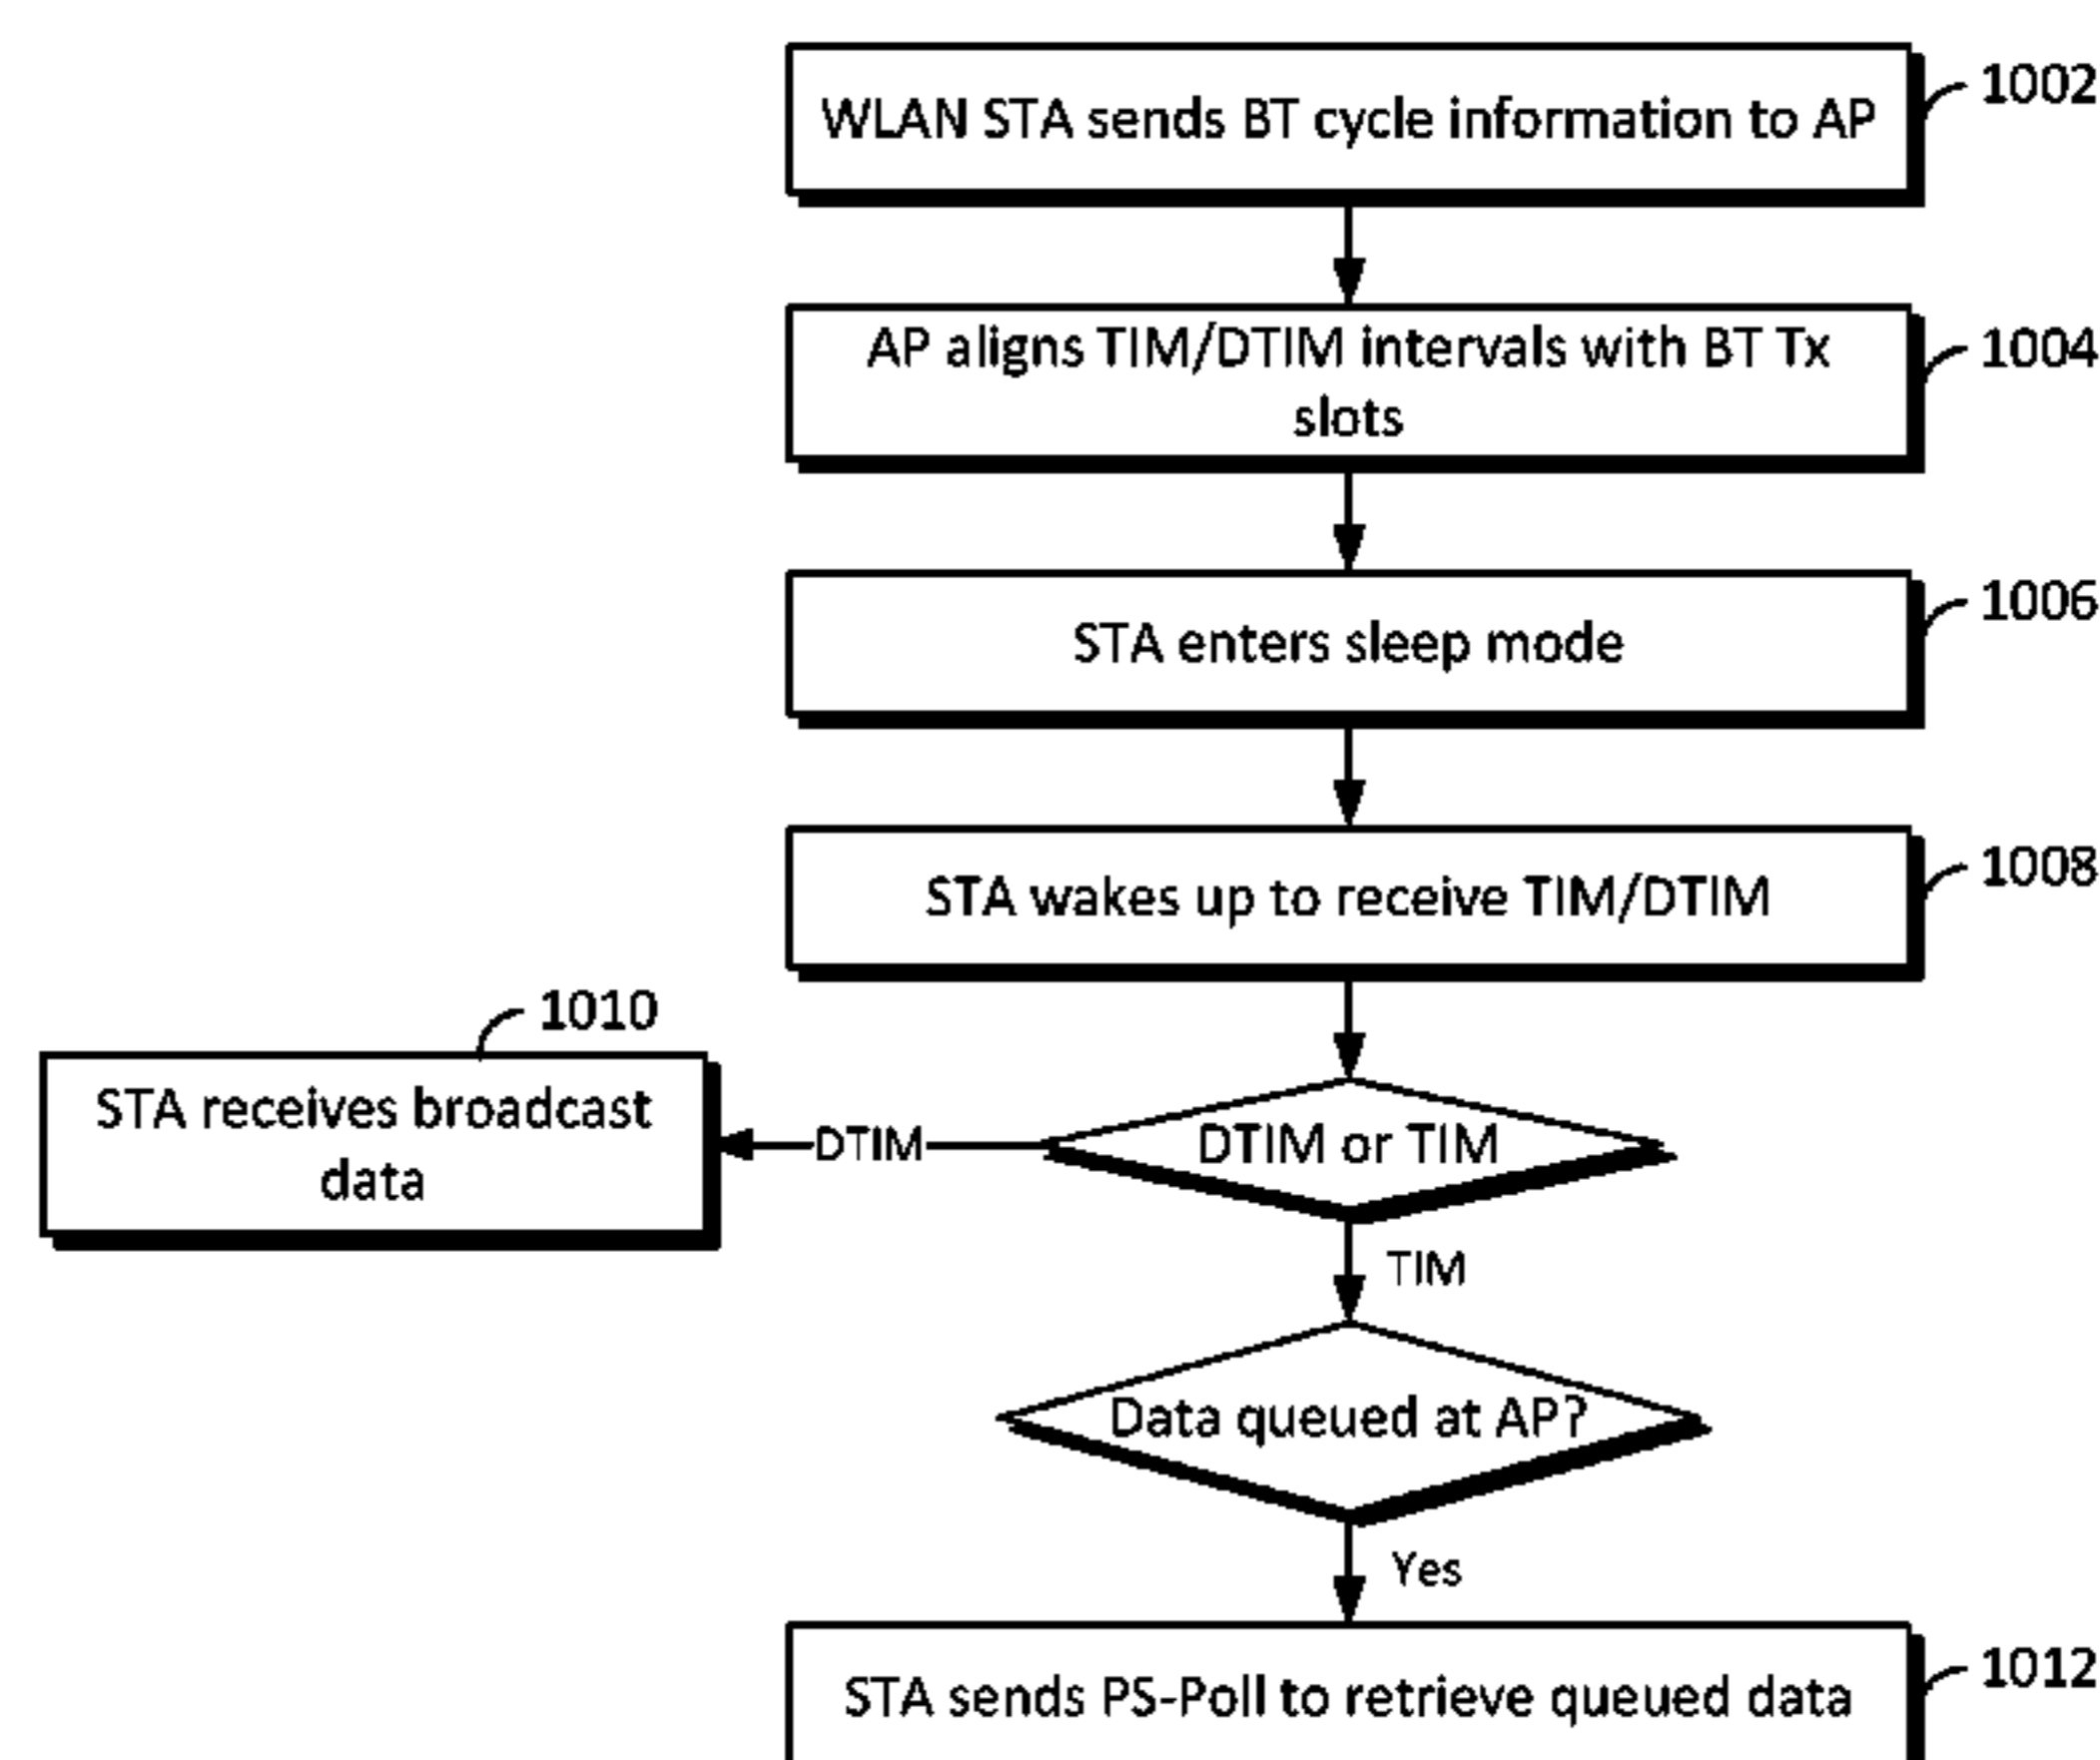 WLAN STA sends BT cycle information to AP
1002
AP aligns TIM/DTIM intervals with BT Tx
slots
1004
STA enters sleep mode
1006
STA wakes up to receive TIM/DTIM
1008
1010
STA receives broadcast
data
DTIM
DTIM or TIM
TIM
Data queued at AP?
Yes
STA sends PS-Poll to retrieve queued data
1012